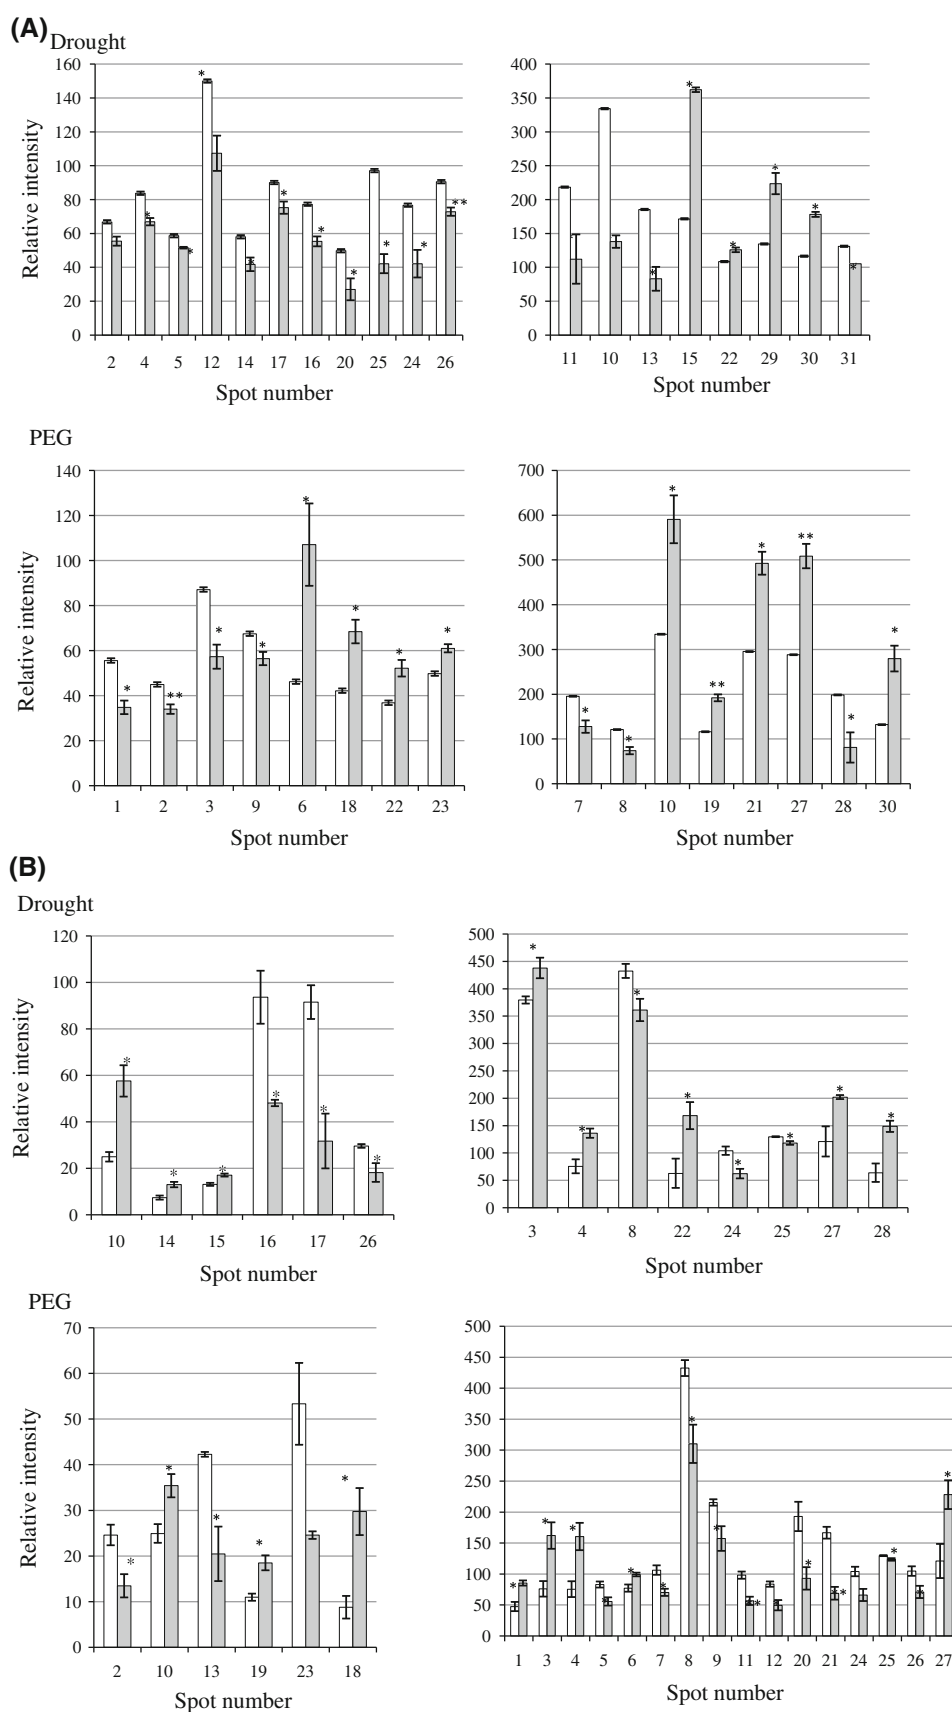 (A) Drought
160
140
120
100
80
60
40
20
0
Relative intensity
* * * * * * * * * **
2 4 5 12 14 17 16 20 25 24 26
Spot number
400
350
300
250
200
150
100
50
0
* * * * * *
11 10 13 15 22 29 30 31
Spot number
PEG
140
120
100
80
60
40
20
0
Relative intensity
* ** * * * * * *
1 2 3 9 6 18 22 23
Spot number
700
600
500
400
300
200
100
0
* * * ** * ** * *
7 8 10 19 21 27 28 30
Spot number
(B)
Drought
120
100
80
60
40
20
0
Relative intensity
* * * * * *
10 14 15 16 17 26
Spot number
500
450
400
350
300
250
200
150
100
50
0
* * * * * * * *
3 4 8 22 24 25 27 28
Spot number
PEG
70
60
50
40
30
20
10
0
Relative intensity
* * * * *
2 10 13 19 23 18
Spot number
500
450
400
350
300
250
200
150
100
50
0
* * * * * * * * * * * * * * *
1 3 4 5 6 7 8 9 11 12 20 21 24 25 26 27
Spot number